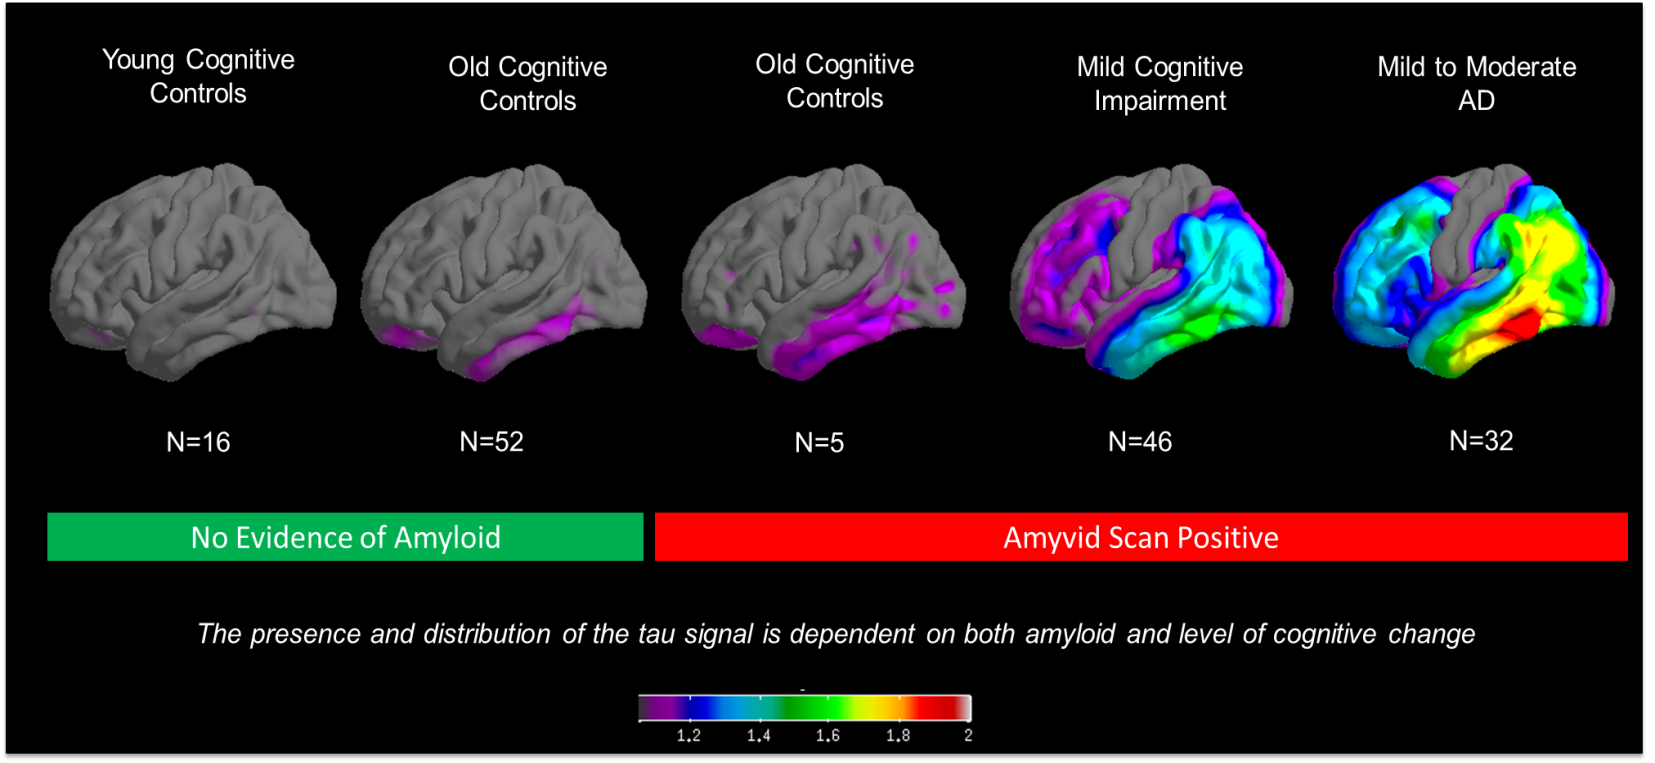 Young Cognitive
Controls
Old Cognitive
Controls
Old Cognitive
Controls
Mild Cognitive
Impairment
Mild to Moderate
AD
N=16
N=52
N=5
N=46
N=32
No Evidence of Amyloid
Amyvid Scan Positive
The presence and distribution of the tau signal is dependent on both amyloid and level of cognitive change
1.2 1.4 1.6 1.8 2